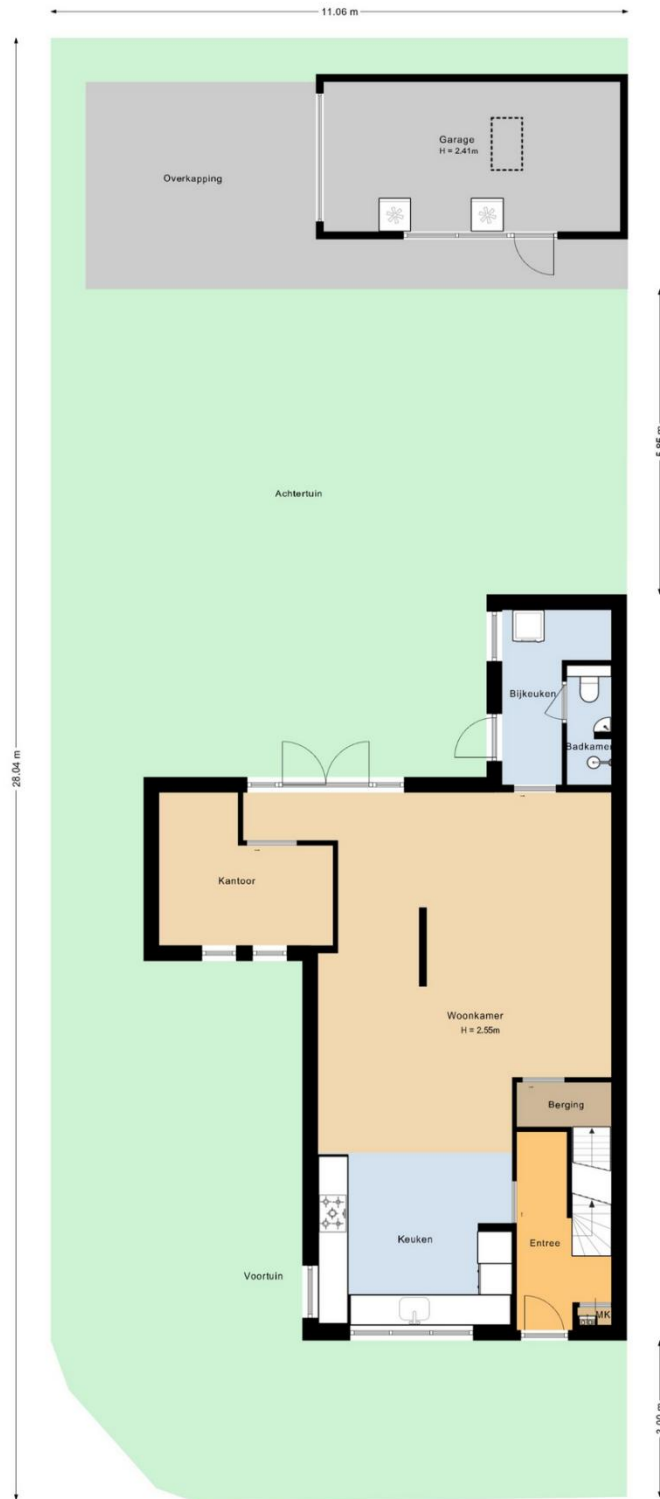 11.06 m
Garage
H = 2.41m
Overkapping
Achtertuin
28.04 m
Bijkeuken
Badkamer
Kantoor
Woonkamer
H = 2.55m
Berging
Keuken
Entree
Voortuin
MK